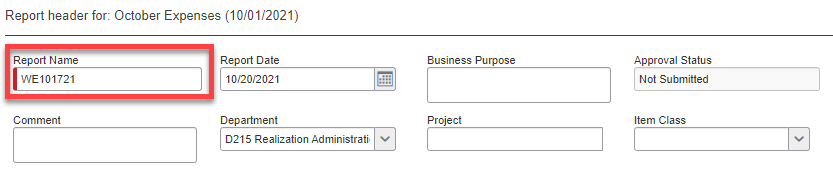 Report header for: October Expenses (10/01/2021)
Report Name Report Date Business Purpose Approval Status
WE101721 10/20/2021 Not Submitted
Comment Department Project Item Class
D215 Realization Administrati